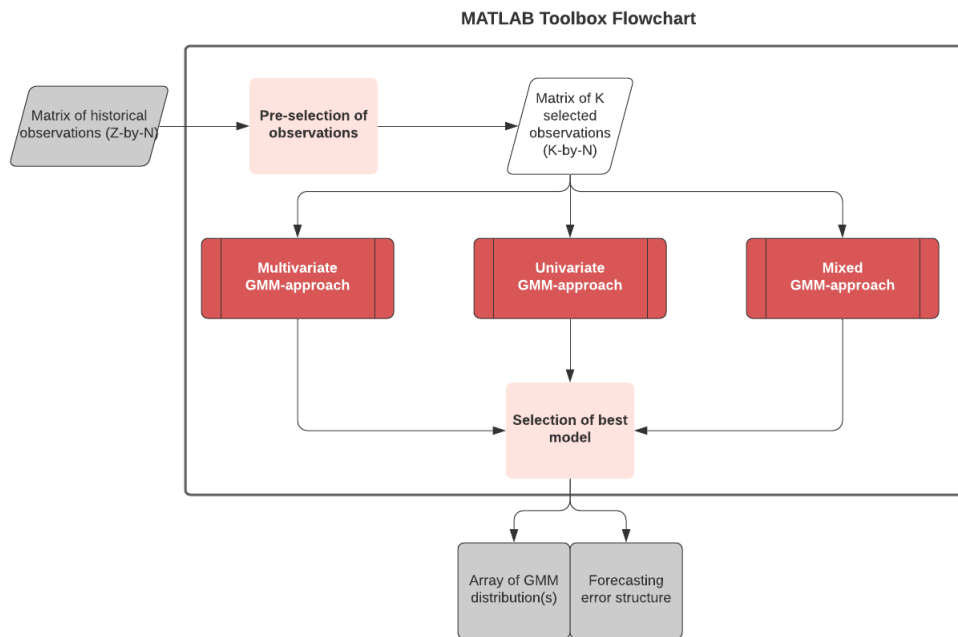 MATLAB Toolbox Flowchart
Matrix of historical
observations (Z-by-N)
Pre-selection of
observations
Matrix of K
selected
observations
(K-by-N)
Multivariate
GMM-approach
Univariate
GMM-approach
Mixed
GMM-approach
Selection of best
model
Array of GMM
distribution(s)
Forecasting
error structure